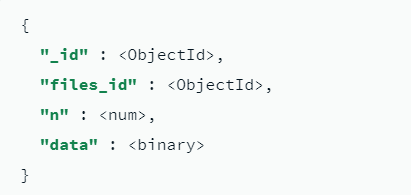 {
"_id" : <ObjectId>,
"files_id" : <ObjectId>,
"n" : <num>,
"data" : <binary>
}